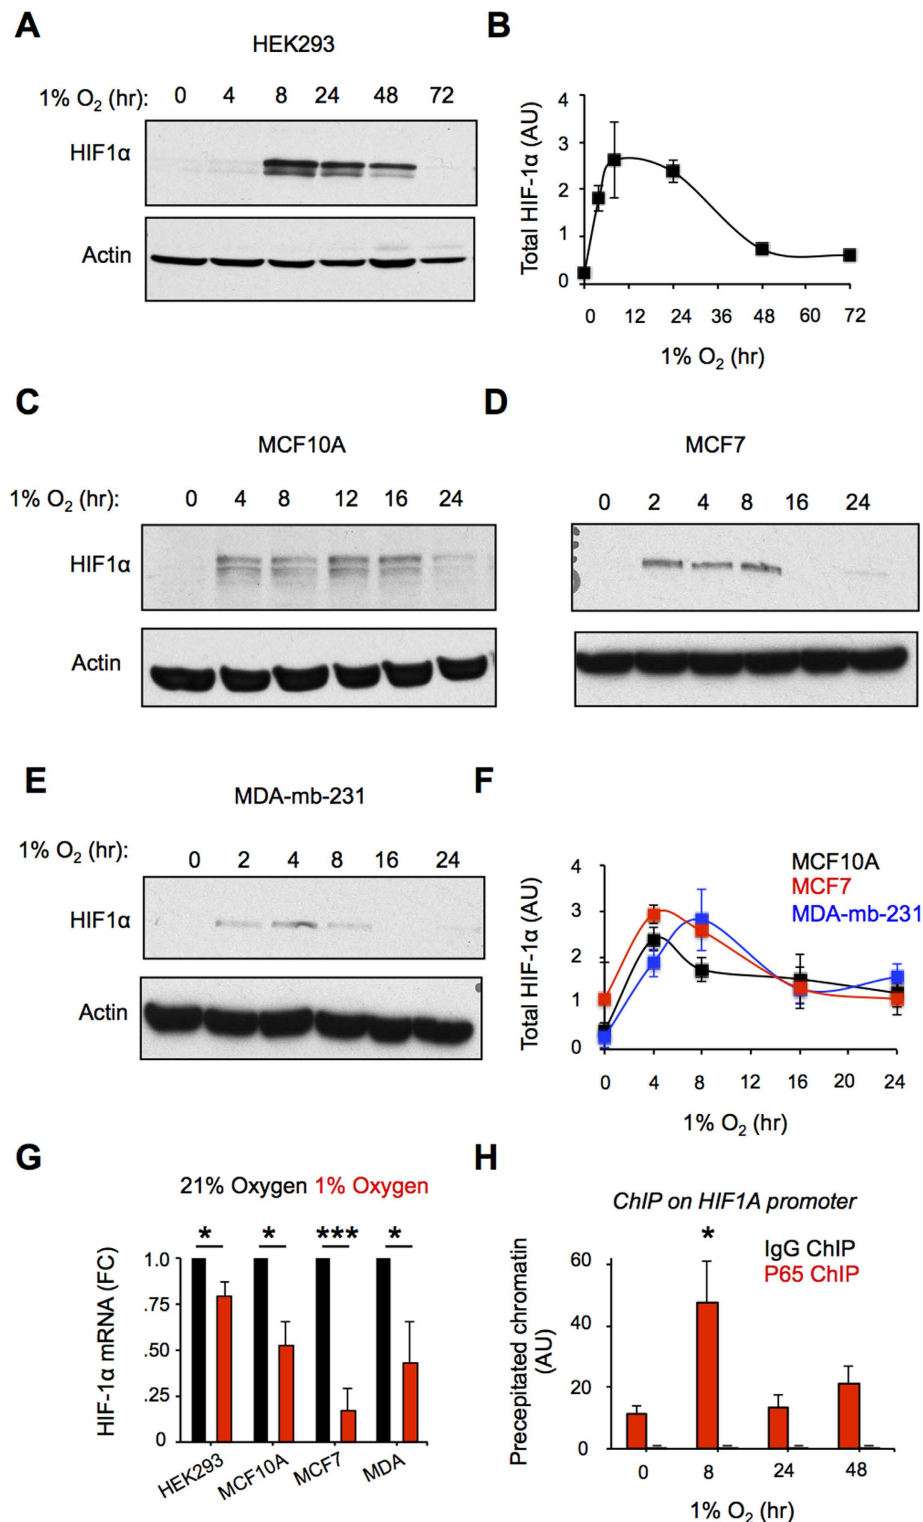 A
HEK293
1% O2 (hr): 0 4 8 24 48 72
HIF1α
Actin
B
Total HIF-1α (AU)
4
3
2
1
0
0 12 24 36 48 60 72
1% O2 (hr)
C
MCF10A
1% O2 (hr): 0 4 8 12 16 24
HIF1α
Actin
D
MCF7
0 2 4 8 16 24
E
MDA-mb-231
1% O2 (hr): 0 2 4 8 16 24
HIF1α
Actin
F
Total HIF-1α (AU)
4
3
2
1
0
MCF10A
MCF7
MDA-mb-231
0 4 8 12 16 20 24
1% O2 (hr)
G
21% Oxygen 1% Oxygen
* * *** *
HIF-1α mRNA (FC)
1.0
.75
.50
.25
0
HEK293 MCF10A MCF7 MDA
H
ChIP on HIF1A promoter
*
IgG ChIP
P65 ChIP
Precepitated chromatin
(AU)
60
40
20
0
0 8 24 48
1% O2 (hr)